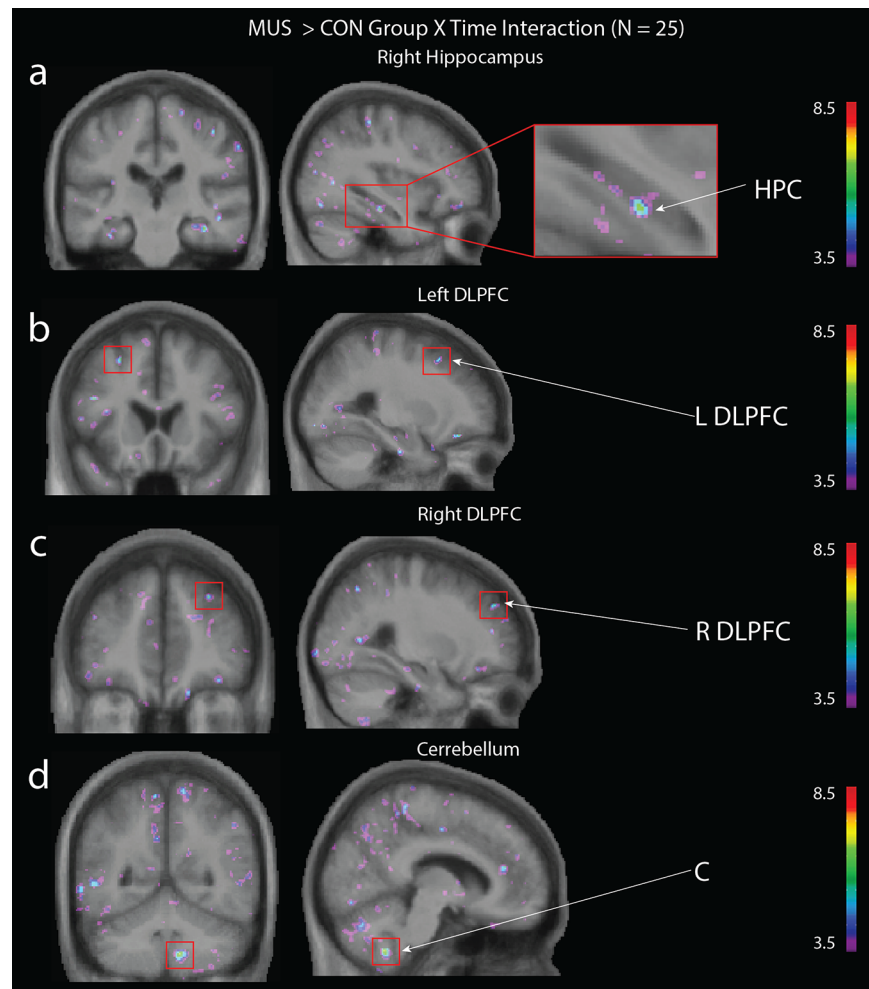 MUS > CON Group X Time Interaction (N = 25)
Right Hippocampus
a
8.5
HPC
3.5
Left DLPFC
b
8.5
L DLPFC
3.5
Right DLPFC
c
8.5
R DLPFC
3.5
Cerrebellum
d
8.5
C
3.5